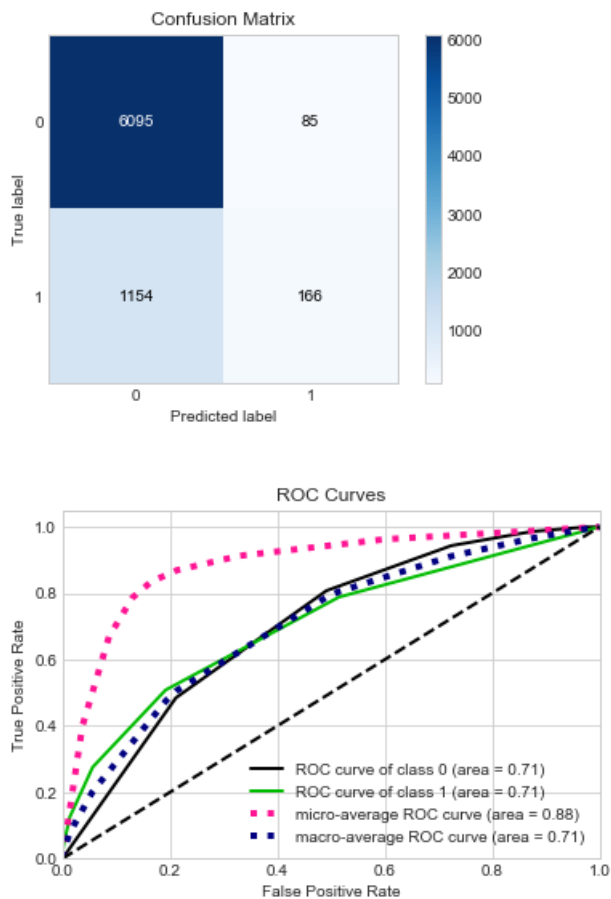 Confusion Matrix
6000
0
6095
85
5000
4000
True label
3000
1
1154
166
2000
1000
0
1
Predicted label
ROC Curves
1.0
0.8
0.6
True Positive Rate
0.4
0.2
ROC curve of class 0 (area = 0.71)
ROC curve of class 1 (area = 0.71)
micro-average ROC curve (area = 0.88)
macro-average ROC curve (area = 0.71)
0.0
0.0
0.2
0.4
0.6
0.8
1.0
False Positive Rate